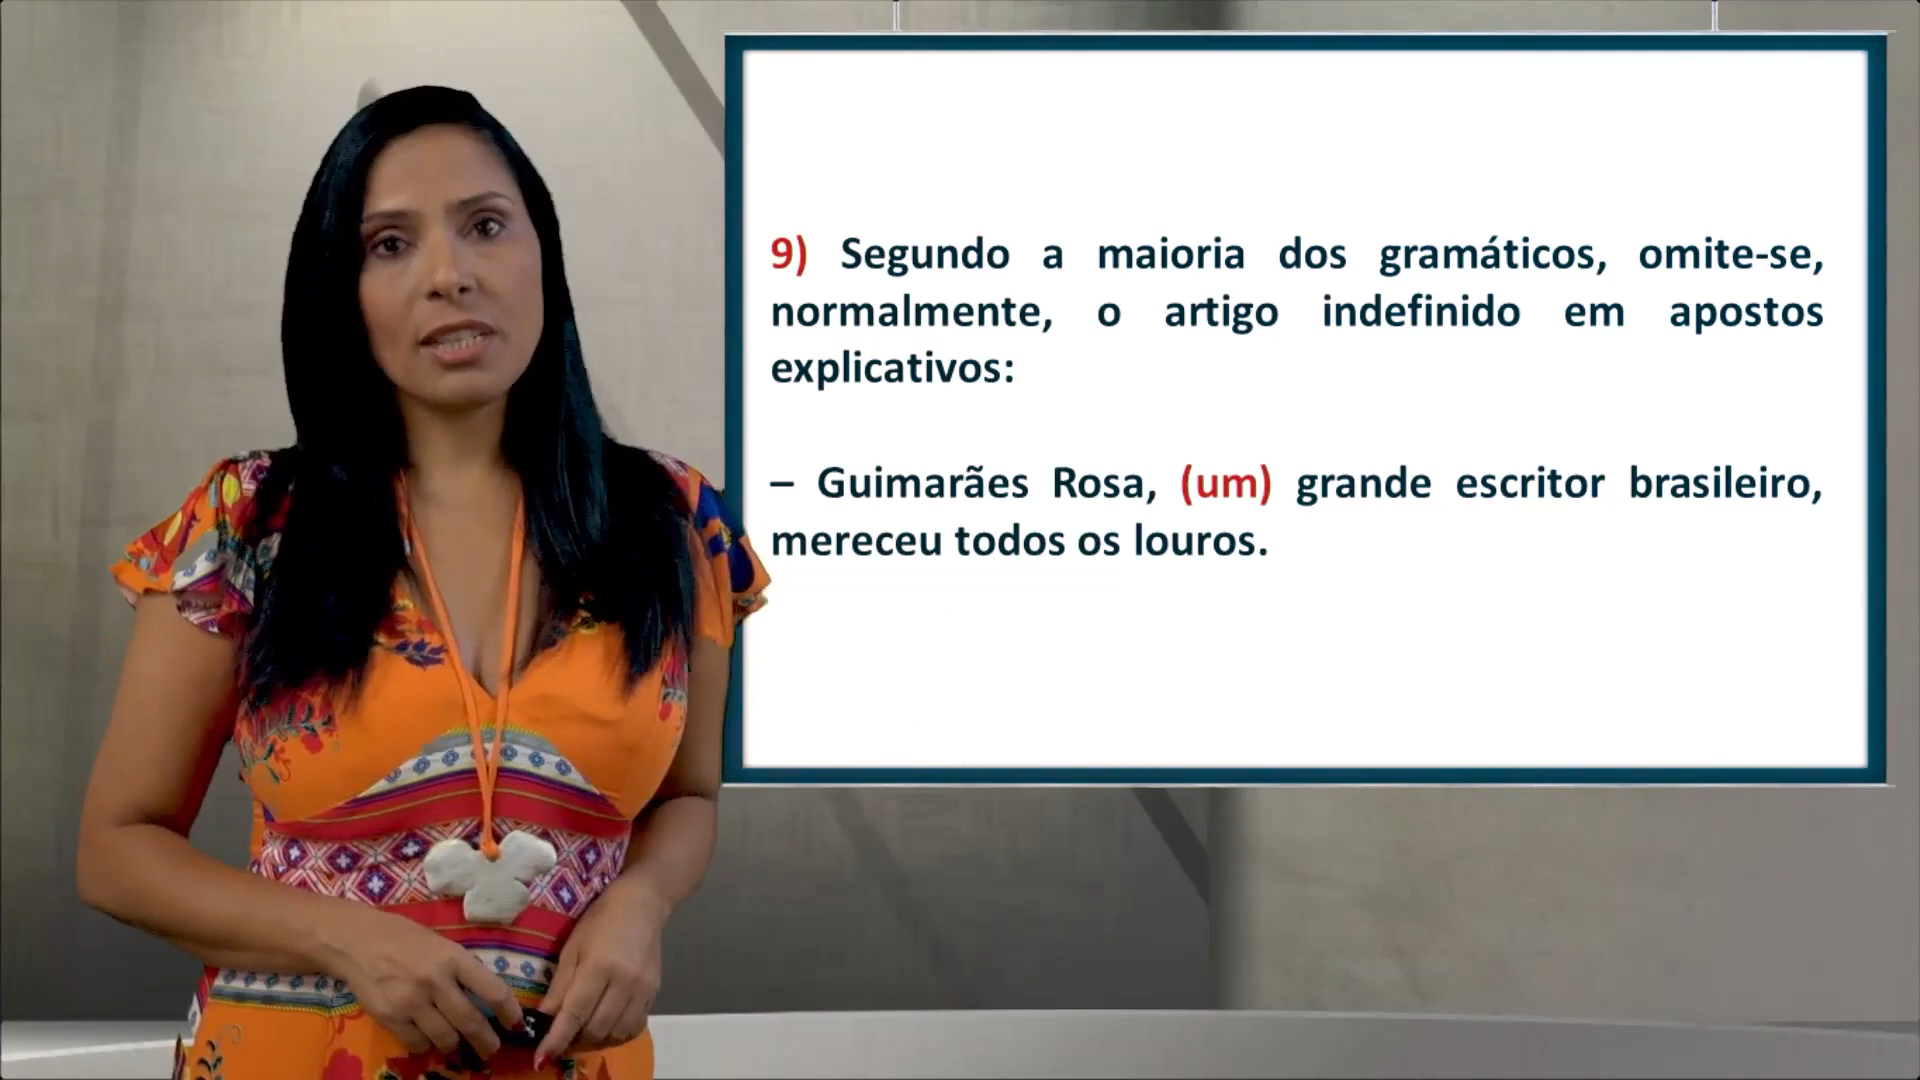 9) Segundo a maioria dos gramáticos, omite-se,
normalmente, o artigo indefinido em apostos
explicativos:
– Guimarães Rosa, (um) grande escritor brasileiro,
mereceu todos os louros.